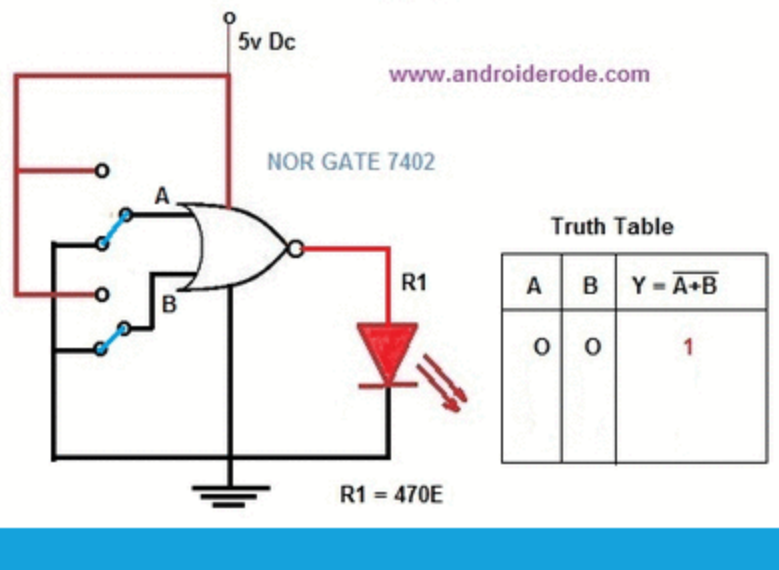 5v Dc
www.androiderode.com
NOR GATE 7402
A
B
R1
R1 = 470E
Truth Table
A B Y = A̅+̅B̅
O O 1